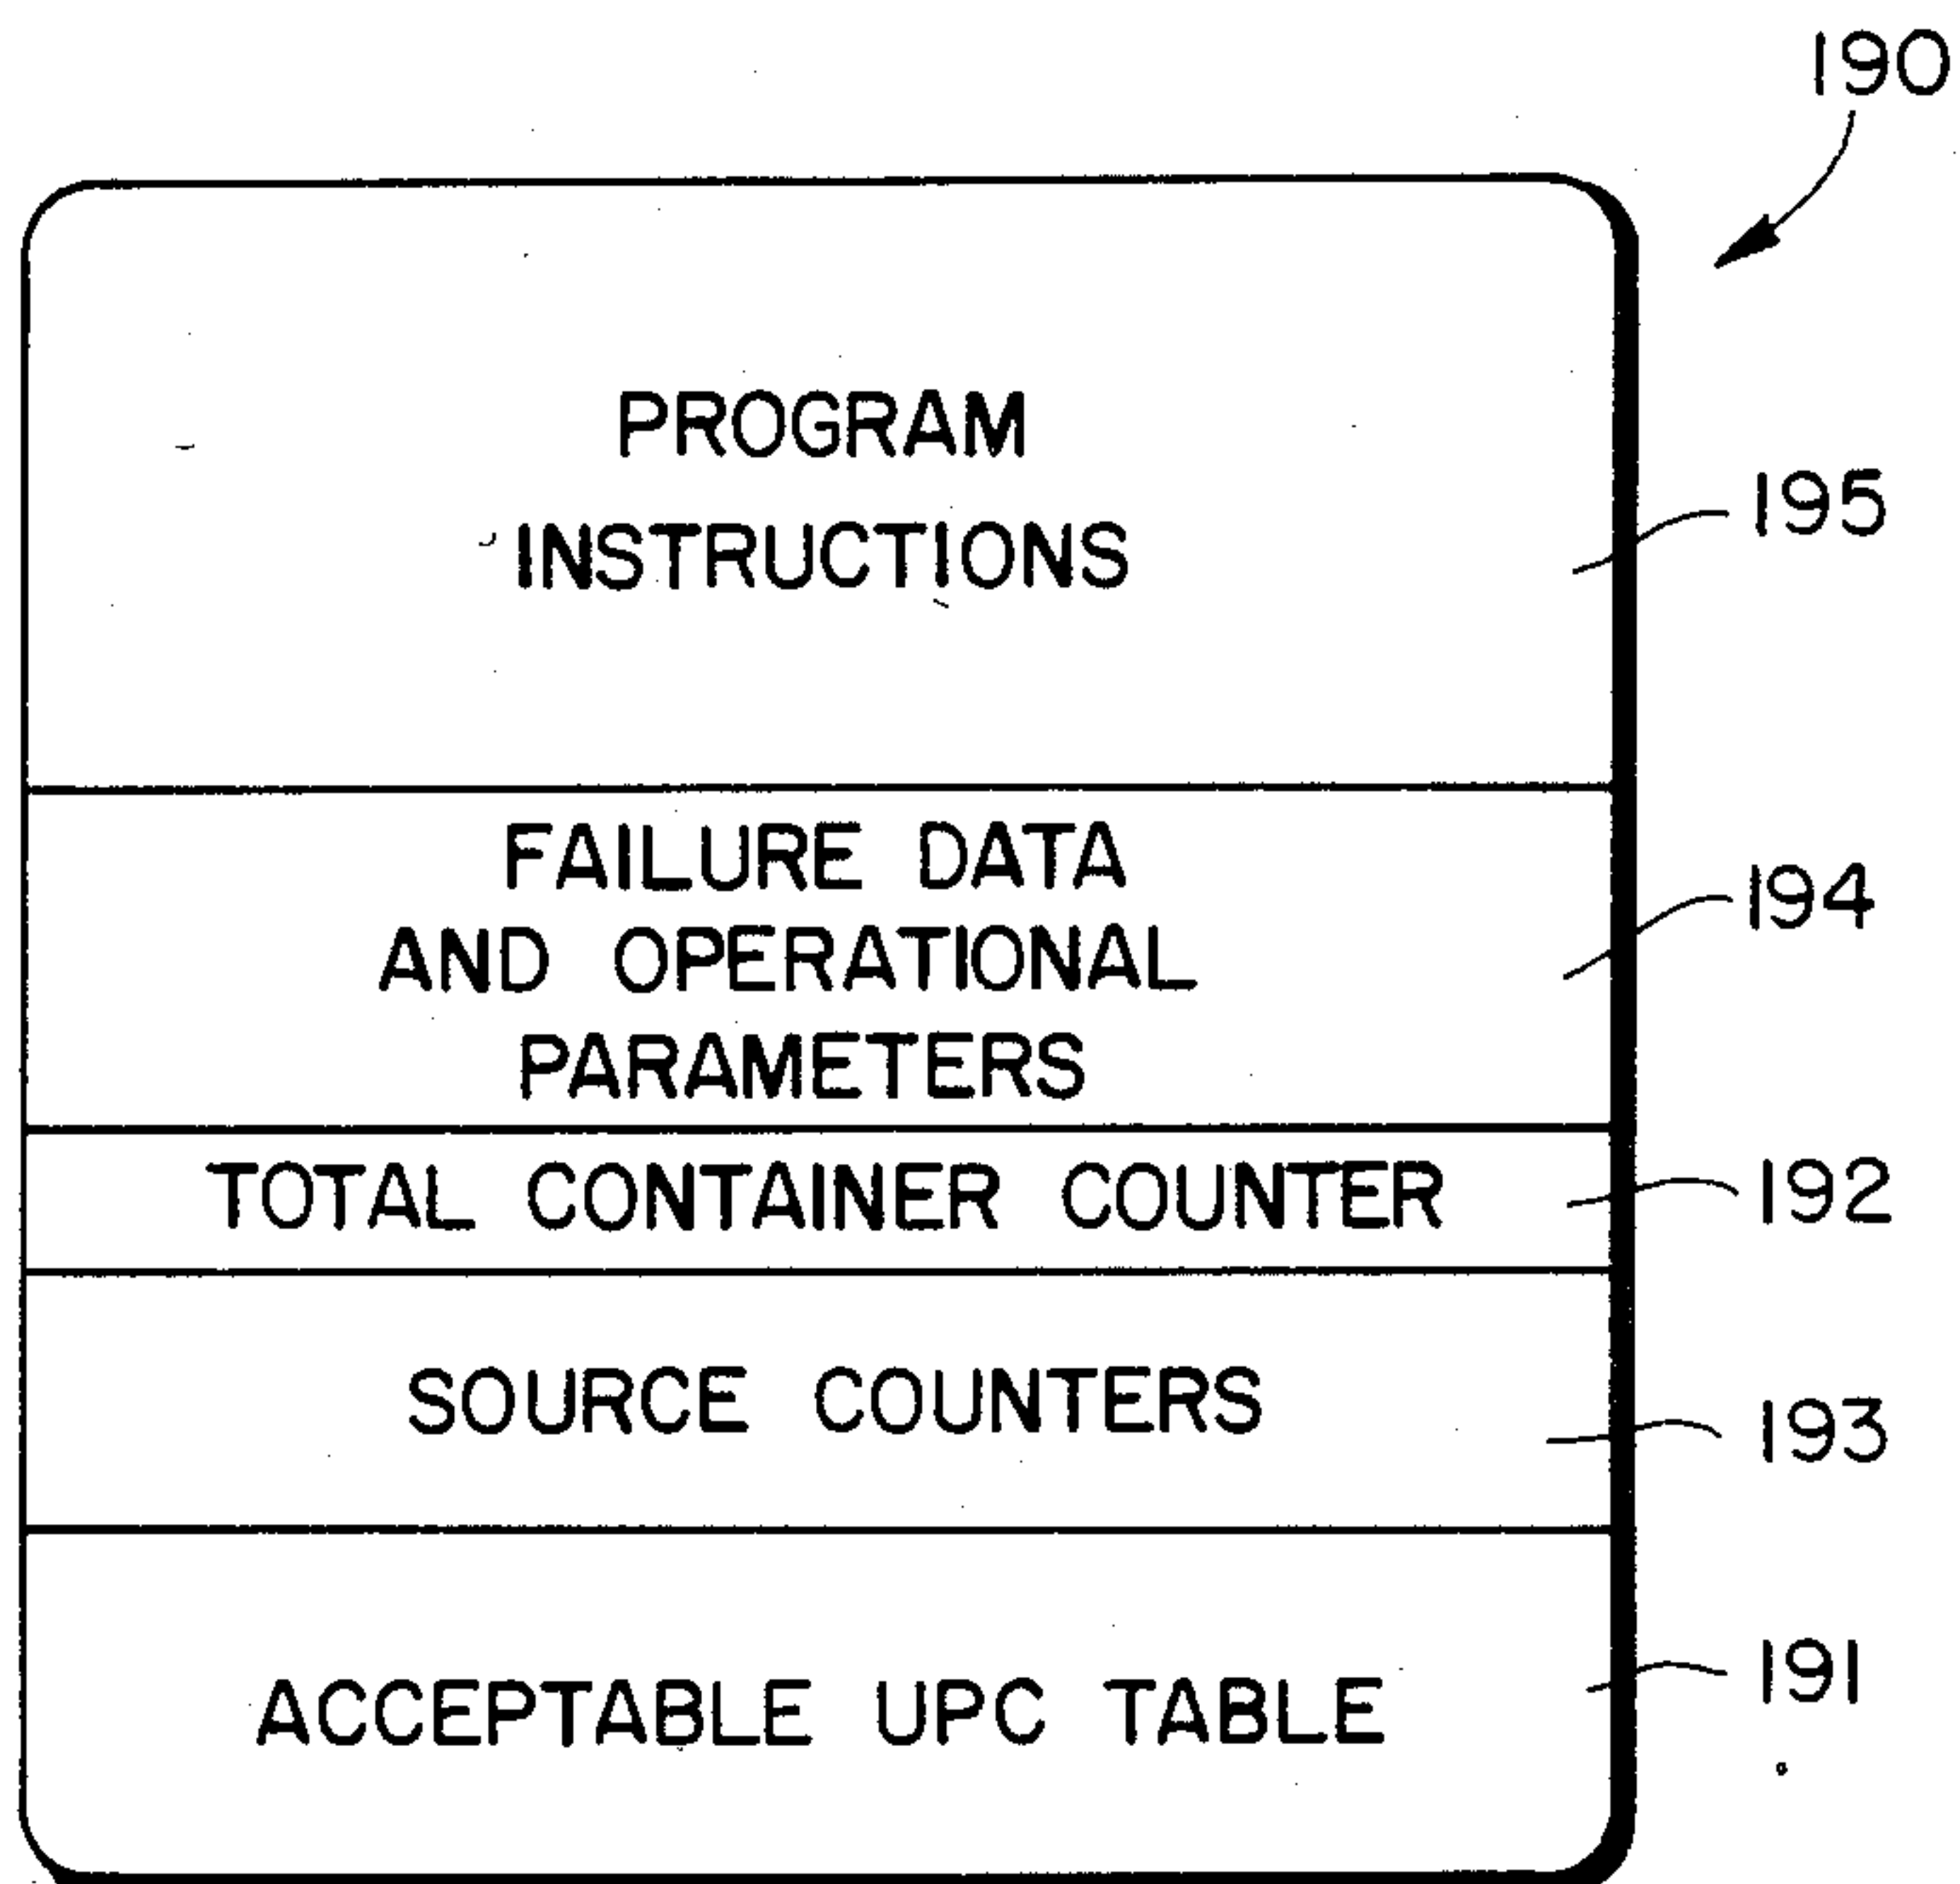 190
PROGRAM
INSTRUCTIONS
195
FAILURE DATA
AND OPERATIONAL
PARAMETERS
194
TOTAL CONTAINER COUNTER
192
SOURCE COUNTERS
193
ACCEPTABLE UPC TABLE
191